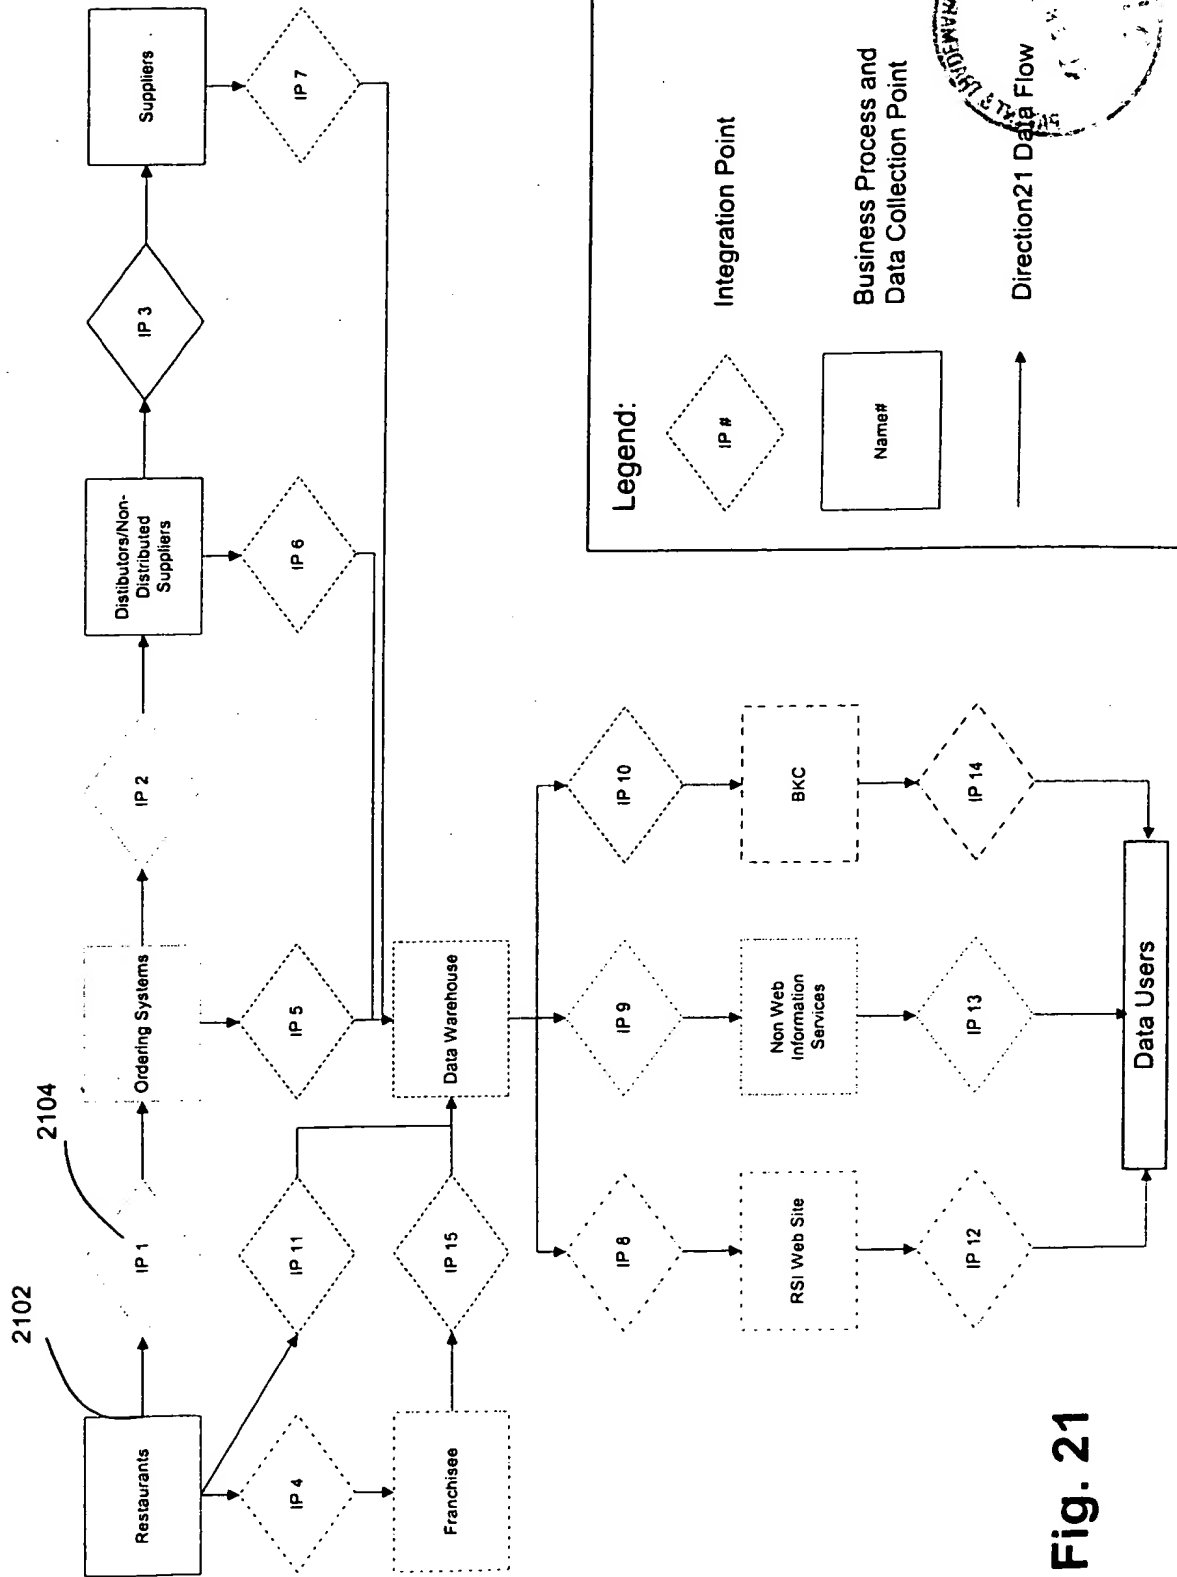 2102
2104
Restaurants
IP 1
Ordering Systems
IP 2
Distibutors/Non-
Distributed
Suppliers
IP 3
Suppliers
IP 4
IP 11
IP 5
IP 6
IP 7
Franchisee
IP 15
Data Warehouse
IP 8
IP 9
IP 10
RSI Web Site
Non Web
Information
Services
BKC
IP 12
IP 13
IP 14
Data Users
Legend:
IP #
Integration Point
Name#
Business Process and
Data Collection Point
Direction21 Data Flow
Fig. 21